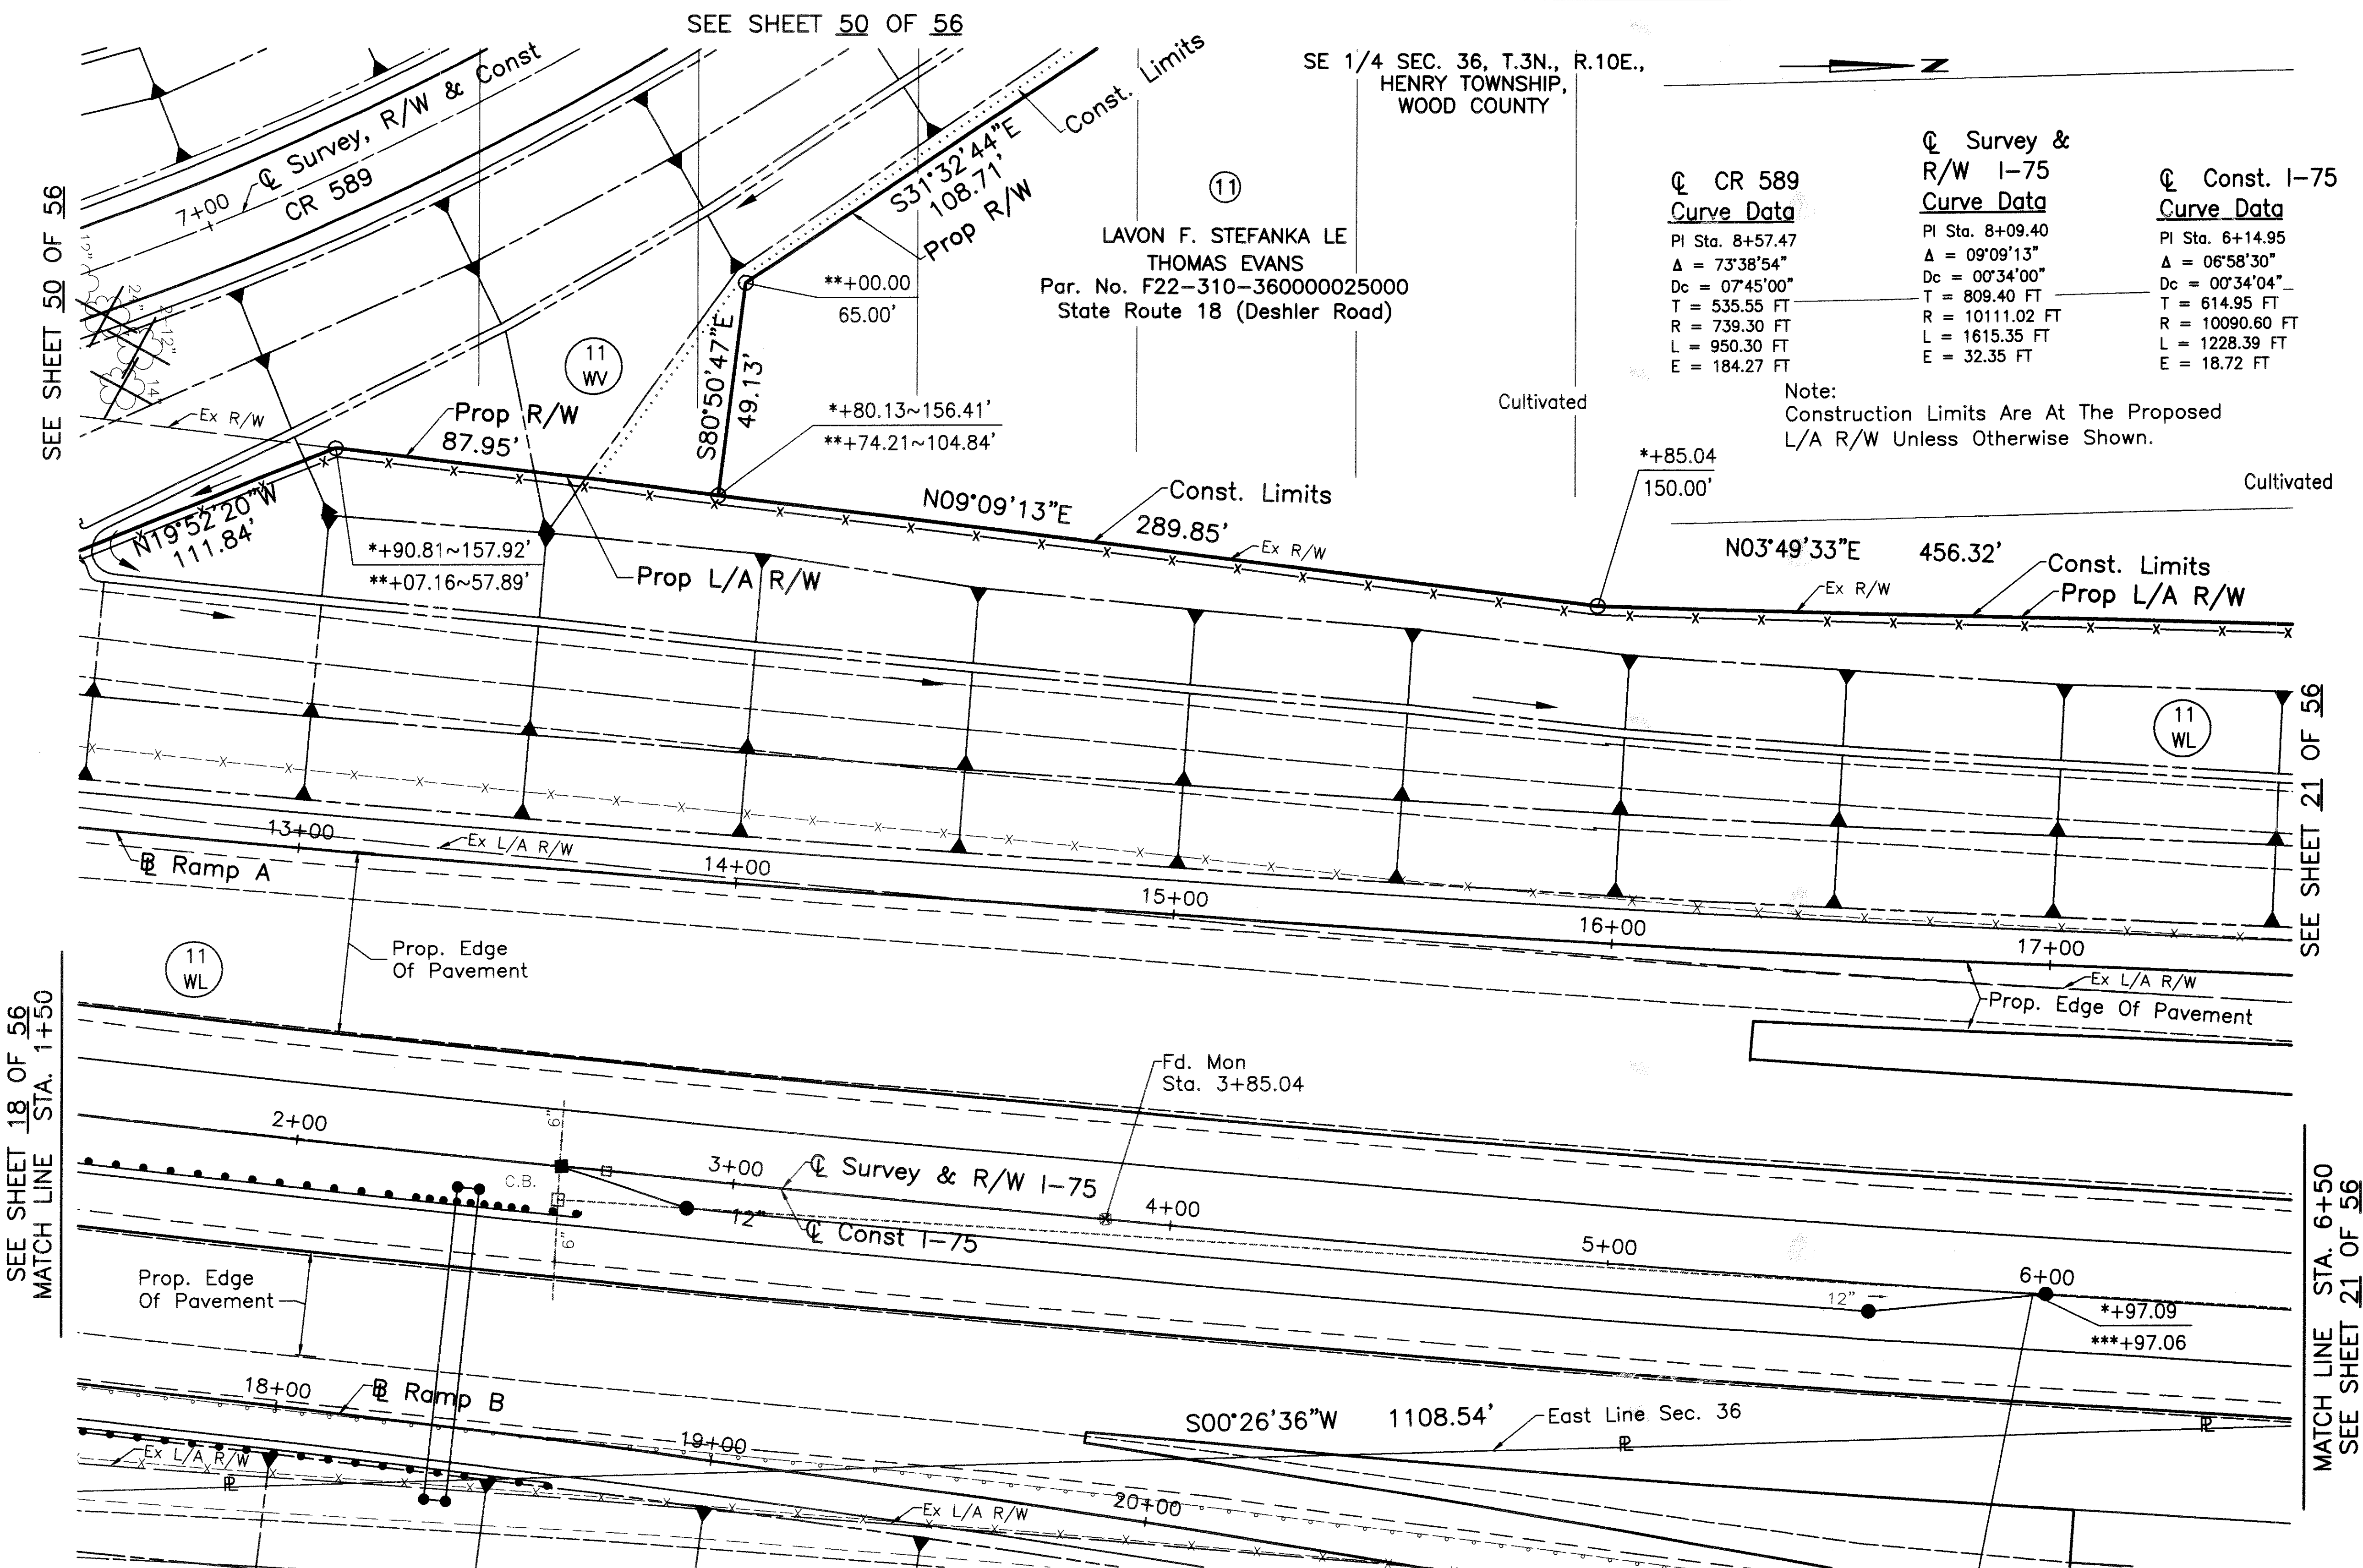 SEE SHEET 50 OF 56
SE 1/4 SEC. 36, T.3N., R.10E.,
HENRY TOWNSHIP,
WOOD COUNTY
N
℄ Survey, R/W & Const
CR 589
7+00
Const. Limits
S31°32'44"E
108.71'
Prop R/W
11
LAVON F. STEFANKA LE
THOMAS EVANS
Par. No. F22-310-360000025000
State Route 18 (Deshler Road)
℄ CR 589
Curve Data
PI Sta. 8+57.47
Δ = 73°38'54"
Dc = 07°45'00"
T = 535.55 FT
R = 739.30 FT
L = 950.30 FT
E = 184.27 FT
℄ Survey &
R/W I-75
Curve Data
PI Sta. 8+09.40
Δ = 09°09'13"
Dc = 00°34'00"
T = 809.40 FT
R = 10111.02 FT
L = 1615.35 FT
E = 32.35 FT
℄ Const. I-75
Curve Data
PI Sta. 6+14.95
Δ = 06°58'30"
Dc = 00°34'04"
T = 614.95 FT
R = 10090.60 FT
L = 1228.39 FT
E = 18.72 FT
Note:
Construction Limits Are At The Proposed
L/A R/W Unless Otherwise Shown.
SEE SHEET 50 OF 56
12"
24"
2-12"
14"
Ex R/W
11
WV
**+00.00
65.00'
S80°50'47"E
49.13'
Prop R/W
87.95'
*+80.13~156.41'
**+74.21~104.84'
Cultivated
Cultivated
*+85.04
150.00'
N19°52'20"W
111.84'
*+90.81~157.92'
**+07.16~57.89'
Prop L/A R/W
N09°09'13"E
289.85'
Const. Limits
Ex R/W
N03°49'33"E 456.32'
Const. Limits
Prop L/A R/W
Ex R/W
11
WL
SEE SHEET 21 OF 56
13+00
14+00
15+00
16+00
17+00
Ex L/A R/W
BL Ramp A
Prop. Edge
Of Pavement
11
WL
Ex L/A R/W
Prop. Edge Of Pavement
SEE SHEET 18 OF 56
MATCH LINE STA. 1+50
Fd. Mon
Sta. 3+85.04
2+00
3+00
4+00
5+00
6+00
6"
C.B.
6"
12"
℄ Survey & R/W I-75
℄ Const I-75
12"
*+97.09
***+97.06
Prop. Edge
Of Pavement
MATCH LINE STA. 6+50
SEE SHEET 21 OF 56
18+00
BL Ramp B
19+00
20+00
S00°26'36"W 1108.54'
East Line Sec. 36
PL
PL
Ex L/A R/W
PL
Ex L/A R/W